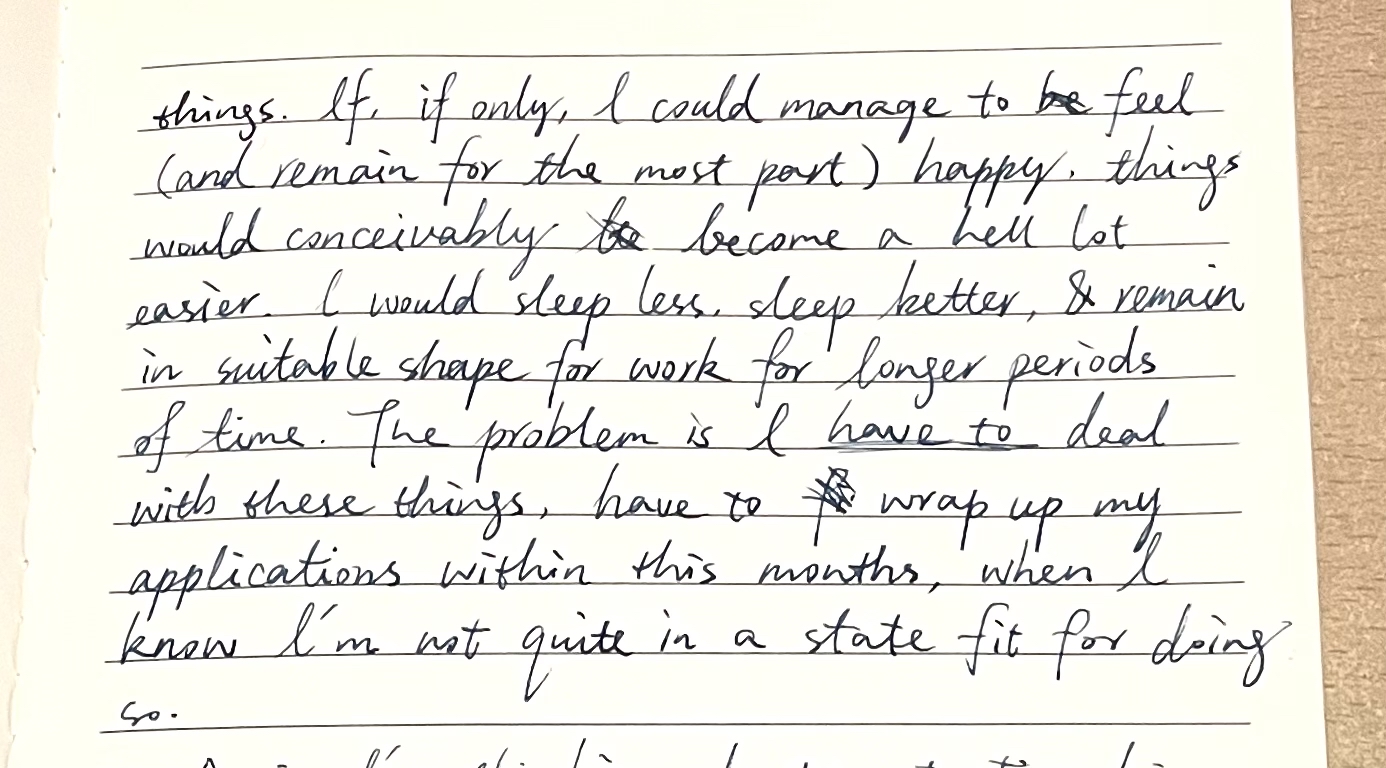 things. If, if only, I could manage to be feel
(and remain for the most part) happy, things
would conceivably be become a hell lot
easier. I would sleep less, sleep better, & remain
in suitable shape for work for longer periods
of time. The problem is I have to deal
with these things, have to wrap up my
applications within this months, when I
know I'm not quite in a state fit for doing
so.